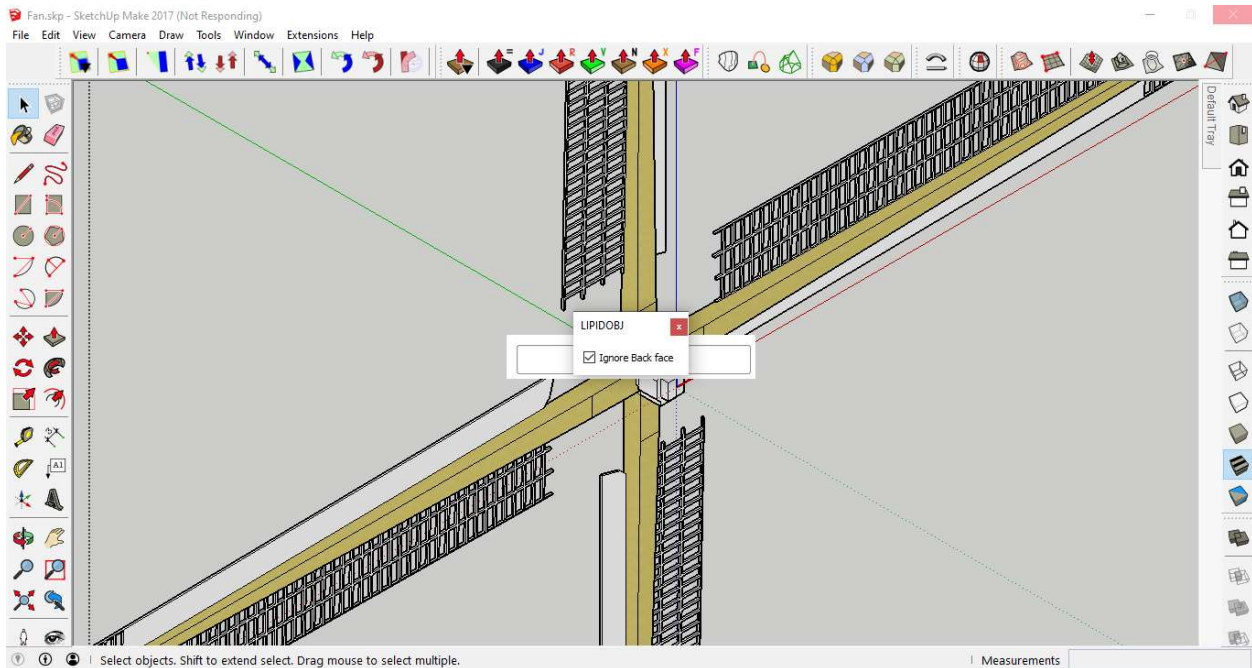 Fan.skp - SketchUp Make 2017 (Not Responding)
File Edit View Camera Draw Tools Window Extensions Help
= J R V N X F
Default Tray
LIPIDOBJ
x
Ignore Back face
A1
Select objects. Shift to extend select. Drag mouse to select multiple.
Measurements